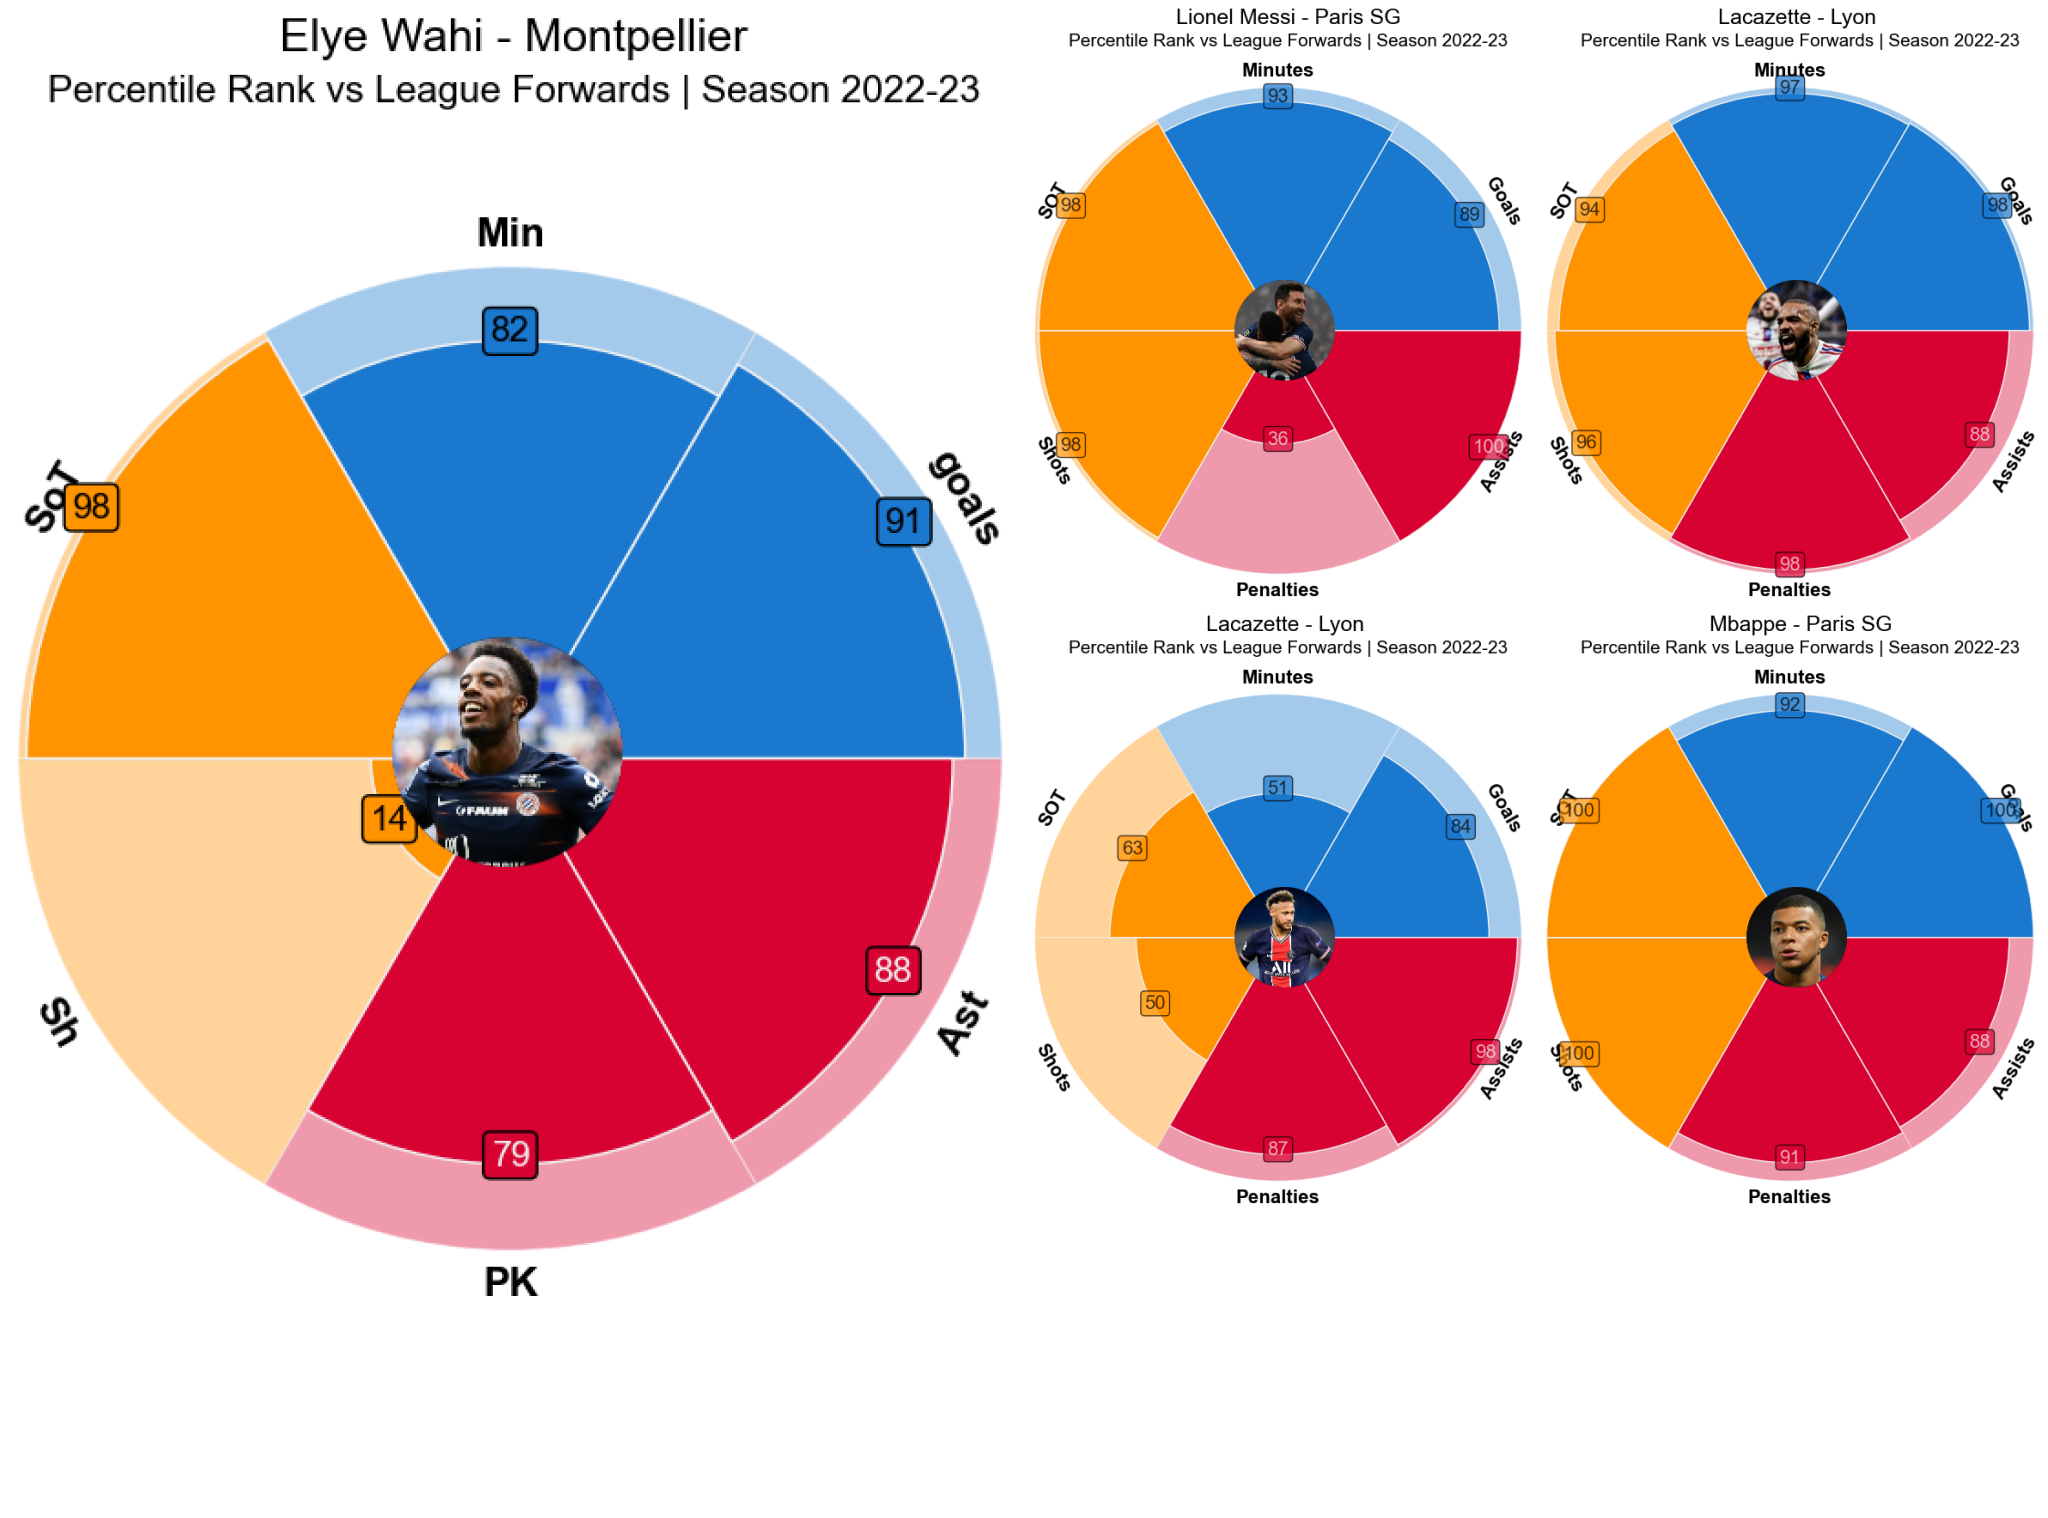 Elye Wahi - Montpellier
Percentile Rank vs League Forwards | Season 2022-23
Min
82
goals
91
SoT
98
14
Sh
88
Ast
79
PK
Lionel Messi - Paris SG
Percentile Rank vs League Forwards | Season 2022-23
Minutes
93
Goals
89
SOT
98
98
Shots
36
100
Assists
Penalties
Lacazette - Lyon
Percentile Rank vs League Forwards | Season 2022-23
Minutes
97
Goals
98
SOT
94
96
Shots
88
Assists
98
Penalties
Lacazette - Lyon
Percentile Rank vs League Forwards | Season 2022-23
Minutes
51
Goals
84
SOT
63
50
Shots
98
Assists
87
Penalties
Mbappe - Paris SG
Percentile Rank vs League Forwards | Season 2022-23
Minutes
92
Goals
100
SOT
100
100
Shots
88
Assists
91
Penalties